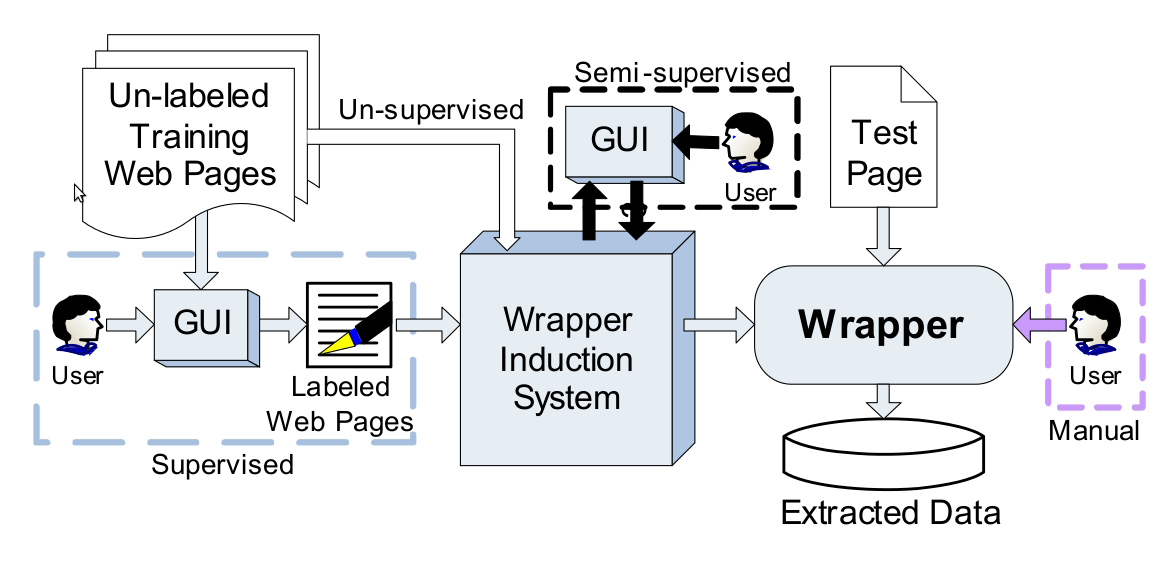 Un-labeled
Training
Web Pages
Un-supervised
Semi-supervised
GUI
User
Test
Page
User
GUI
Labeled
Web Pages
Supervised
Wrapper
Induction
System
Wrapper
User
Manual
Extracted Data